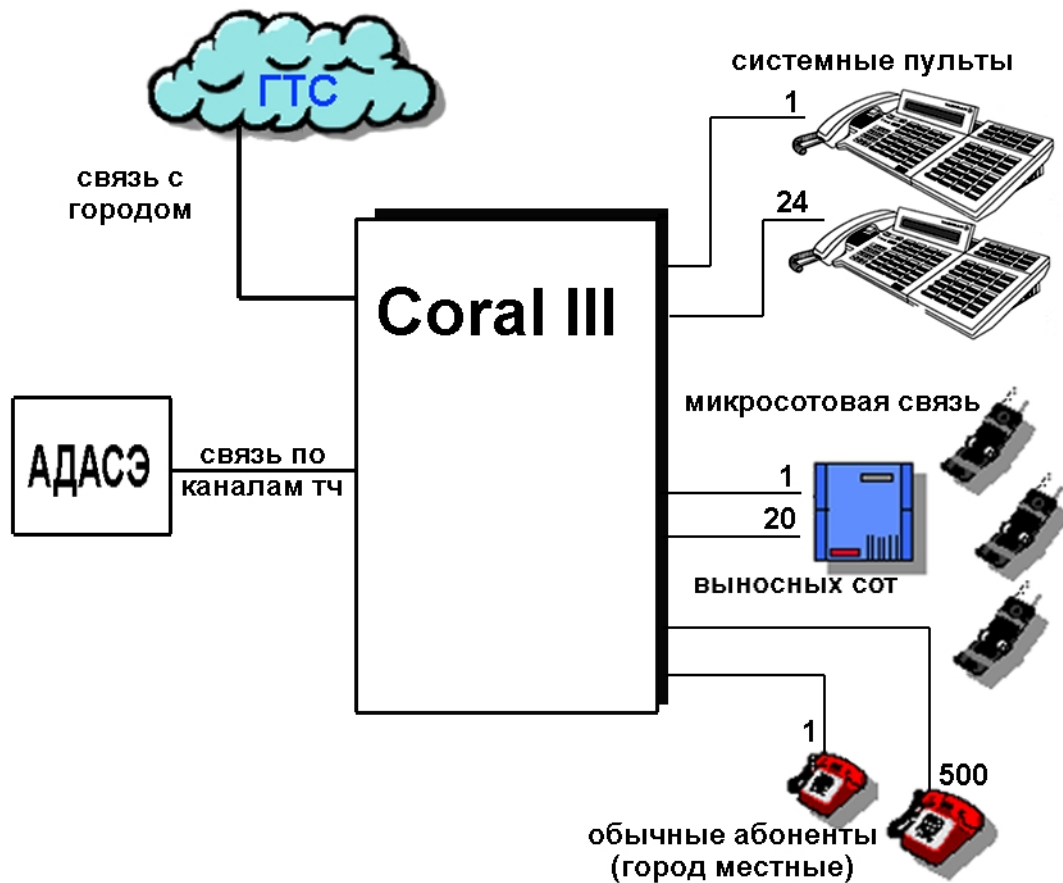 ГТС
системные пульты
1
связь с
городом
24
Coral III
микросотовая связь
АДАСЭ
связь по
каналам тч
1
20
выносных сот
1
500
обычные абоненты
(город местные)